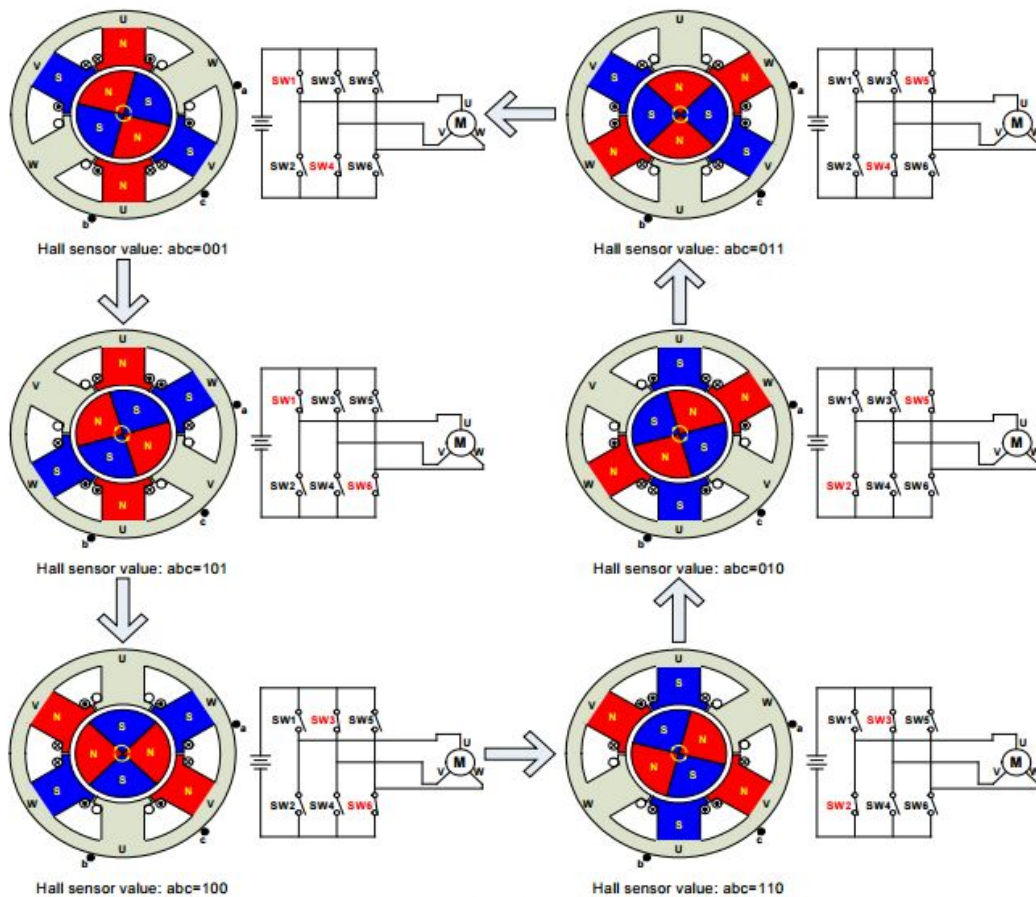 U
N
V S W
a
N S
S N
W S V
N
U
c
b
SW1 SW3 SW5
U
M
V W
SW2 SW4 SW6
Hall sensor value: abc=001
U
V S N W
a
N
S S
N
W N S V
U
c
b
SW1 SW3 SW5
U
M
V W
SW2 SW4 SW6
Hall sensor value: abc=011
U
N
V S W
a
N S
S N
W S V
N
U
c
b
SW1 SW3 SW5
U
M
V W
SW2 SW4 SW6
Hall sensor value: abc=101
U
S
V N W
a
S N
N S
W N V
S
U
c
b
SW1 SW3 SW5
U
M
V W
SW2 SW4 SW6
Hall sensor value: abc=010
U
V N S W
a
S
N N
S
W S N V
U
c
b
SW1 SW3 SW5
U
M
V W
SW2 SW4 SW6
Hall sensor value: abc=100
U
S
V N W
a
S N
N S
W N V
S
U
c
b
SW1 SW3 SW5
U
M
V W
SW2 SW4 SW6
Hall sensor value: abc=110